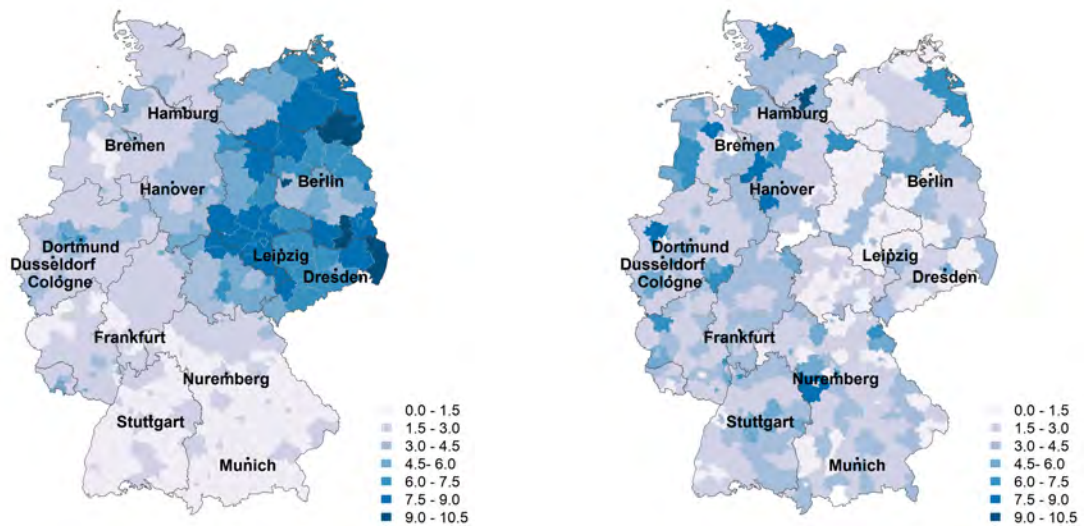 Hamburg
Bremen
Berlin
Hanover
Dortmund
Leipzig
Dusseldorf
Dresden
Cologne
Frankfurt
Nuremberg
Stuttgart
Munich
0.0 - 1.5
1.5 - 3.0
3.0 - 4.5
4.5- 6.0
6.0 - 7.5
7.5 - 9.0
9.0 - 10.5
Hamburg
Bremen
Berlin
Hanover
Dortmund
Leipzig
Dusseldorf
Dresden
Cologne
Frankfurt
Nuremberg
Stuttgart
Munich
0.0 - 1.5
1.5 - 3.0
3.0 - 4.5
4.5- 6.0
6.0 - 7.5
7.5 - 9.0
9.0 - 10.5